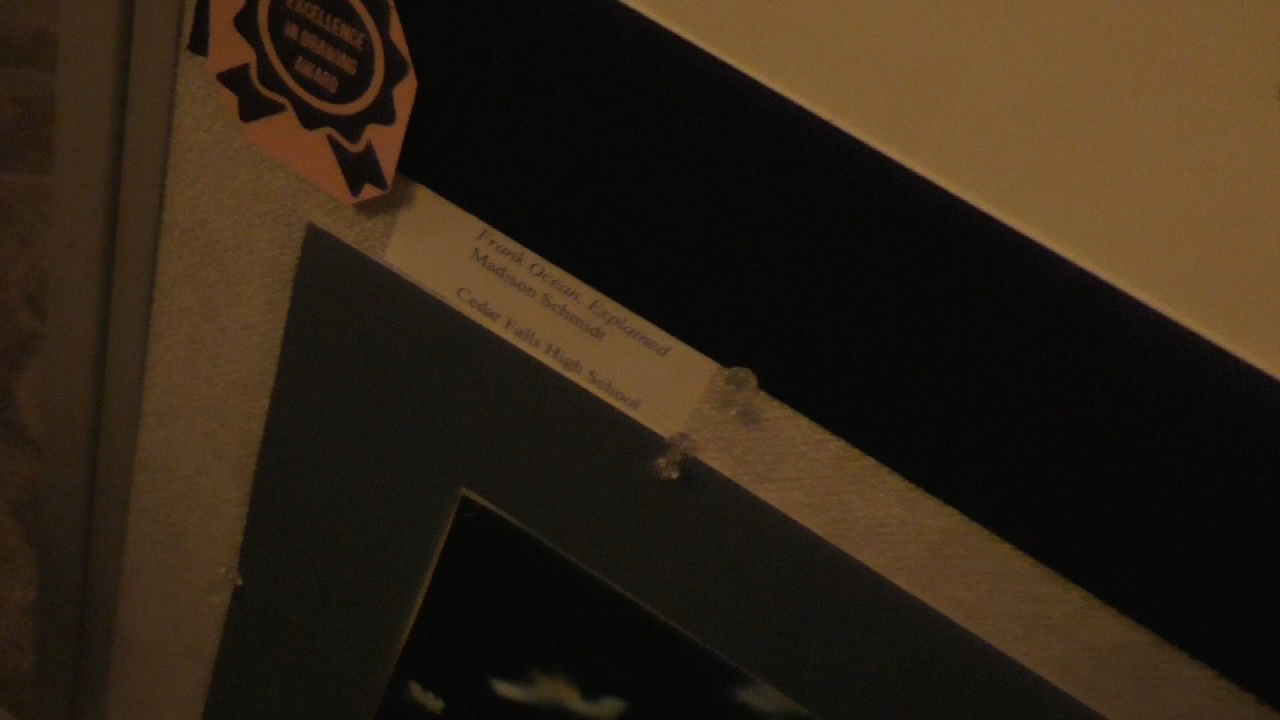 EXCELLENCE
IN DRAWING
AWARD
Frank Ocean, Explained
Madison Schmidt
Cedar Falls High School